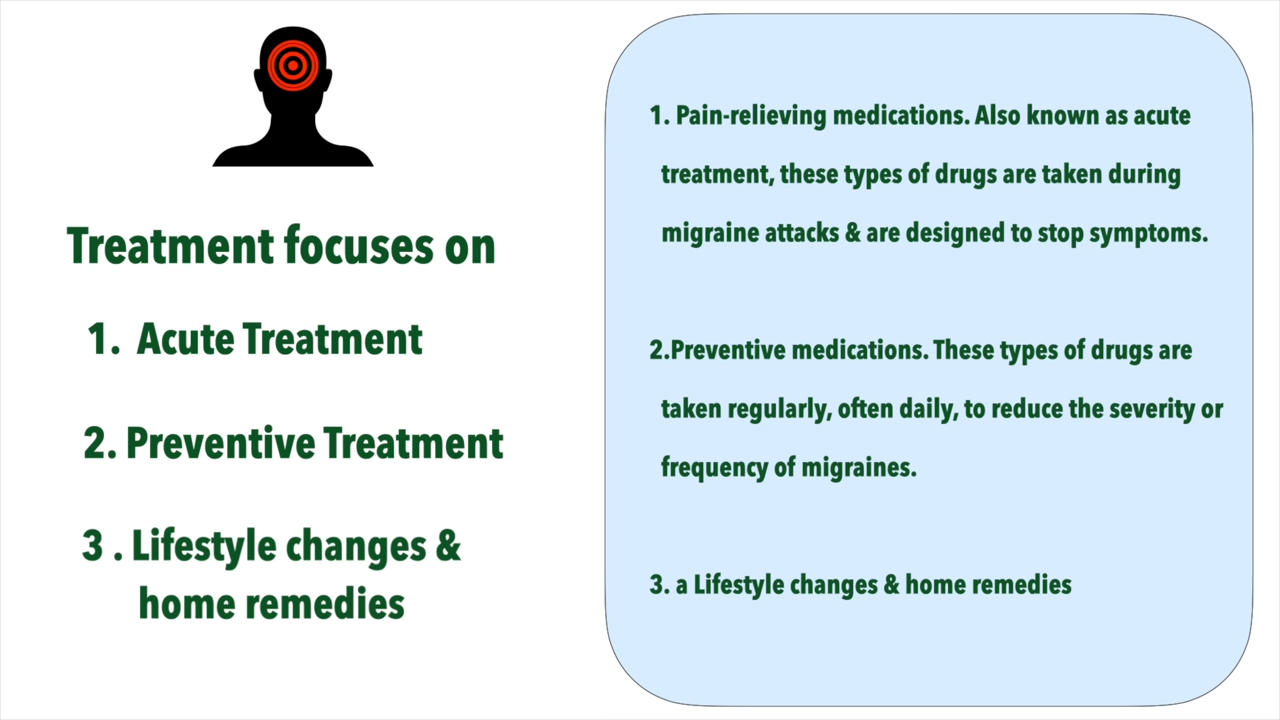 Treatment focuses on
1. Acute Treatment
2. Preventive Treatment
3 . Lifestyle changes &
home remedies
1. Pain-relieving medications. Also known as acute
treatment, these types of drugs are taken during
migraine attacks & are designed to stop symptoms.
2.Preventive medications. These types of drugs are
taken regularly, often daily, to reduce the severity or
frequency of migraines.
3. a Lifestyle changes & home remedies